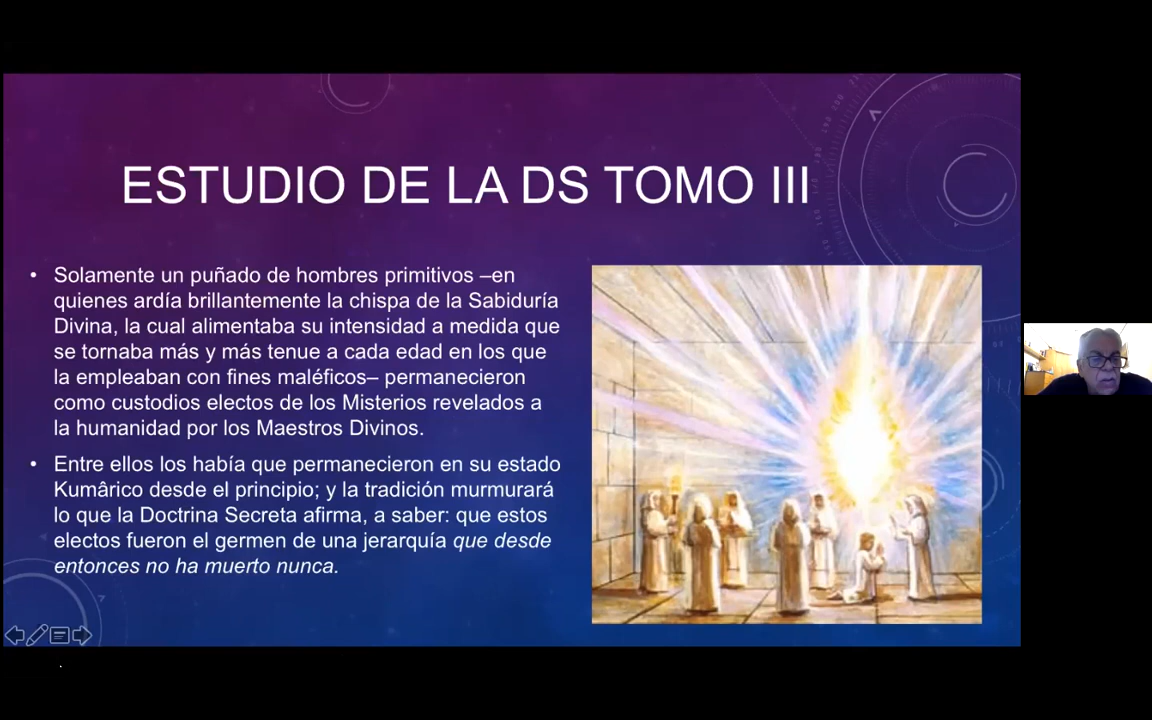 ESTUDIO DE LA DS TOMO III
• Solamente un puñado de hombres primitivos –en
quienes ardía brillantemente la chispa de la Sabiduría
Divina, la cual alimentaba su intensidad a medida que
se tornaba más y más tenue a cada edad en los que
la empleaban con fines maléficos– permanecieron
como custodios electos de los Misterios revelados a
la humanidad por los Maestros Divinos.
• Entre ellos los había que permanecieron en su estado
Kumârico desde el principio; y la tradición murmurará
lo que la Doctrina Secreta afirma, a saber: que estos
electos fueron el germen de una jerarquía que desde
entonces no ha muerto nunca.